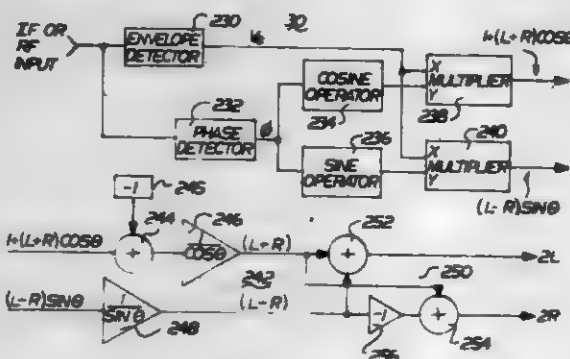 IF OR
RF
INPUT
230
ENVELOPE
DETECTOR
30
232
PHASE
DETECTOR
φ
COSINE
OPERATOR
234
236
SINE
OPERATOR
X
Y
MULTIPLIER
238
1+(L+R)COSθ
240
X
Y
MULTIPLIER
(L-R)SINθ
-1
245
244
+
1+(L+R)COSθ
246
COSθ
(L+R)
252
+
2L
242
250
(L-R)SINθ
1
SINθ
248
(L-R)
-1
256
+
254
2R